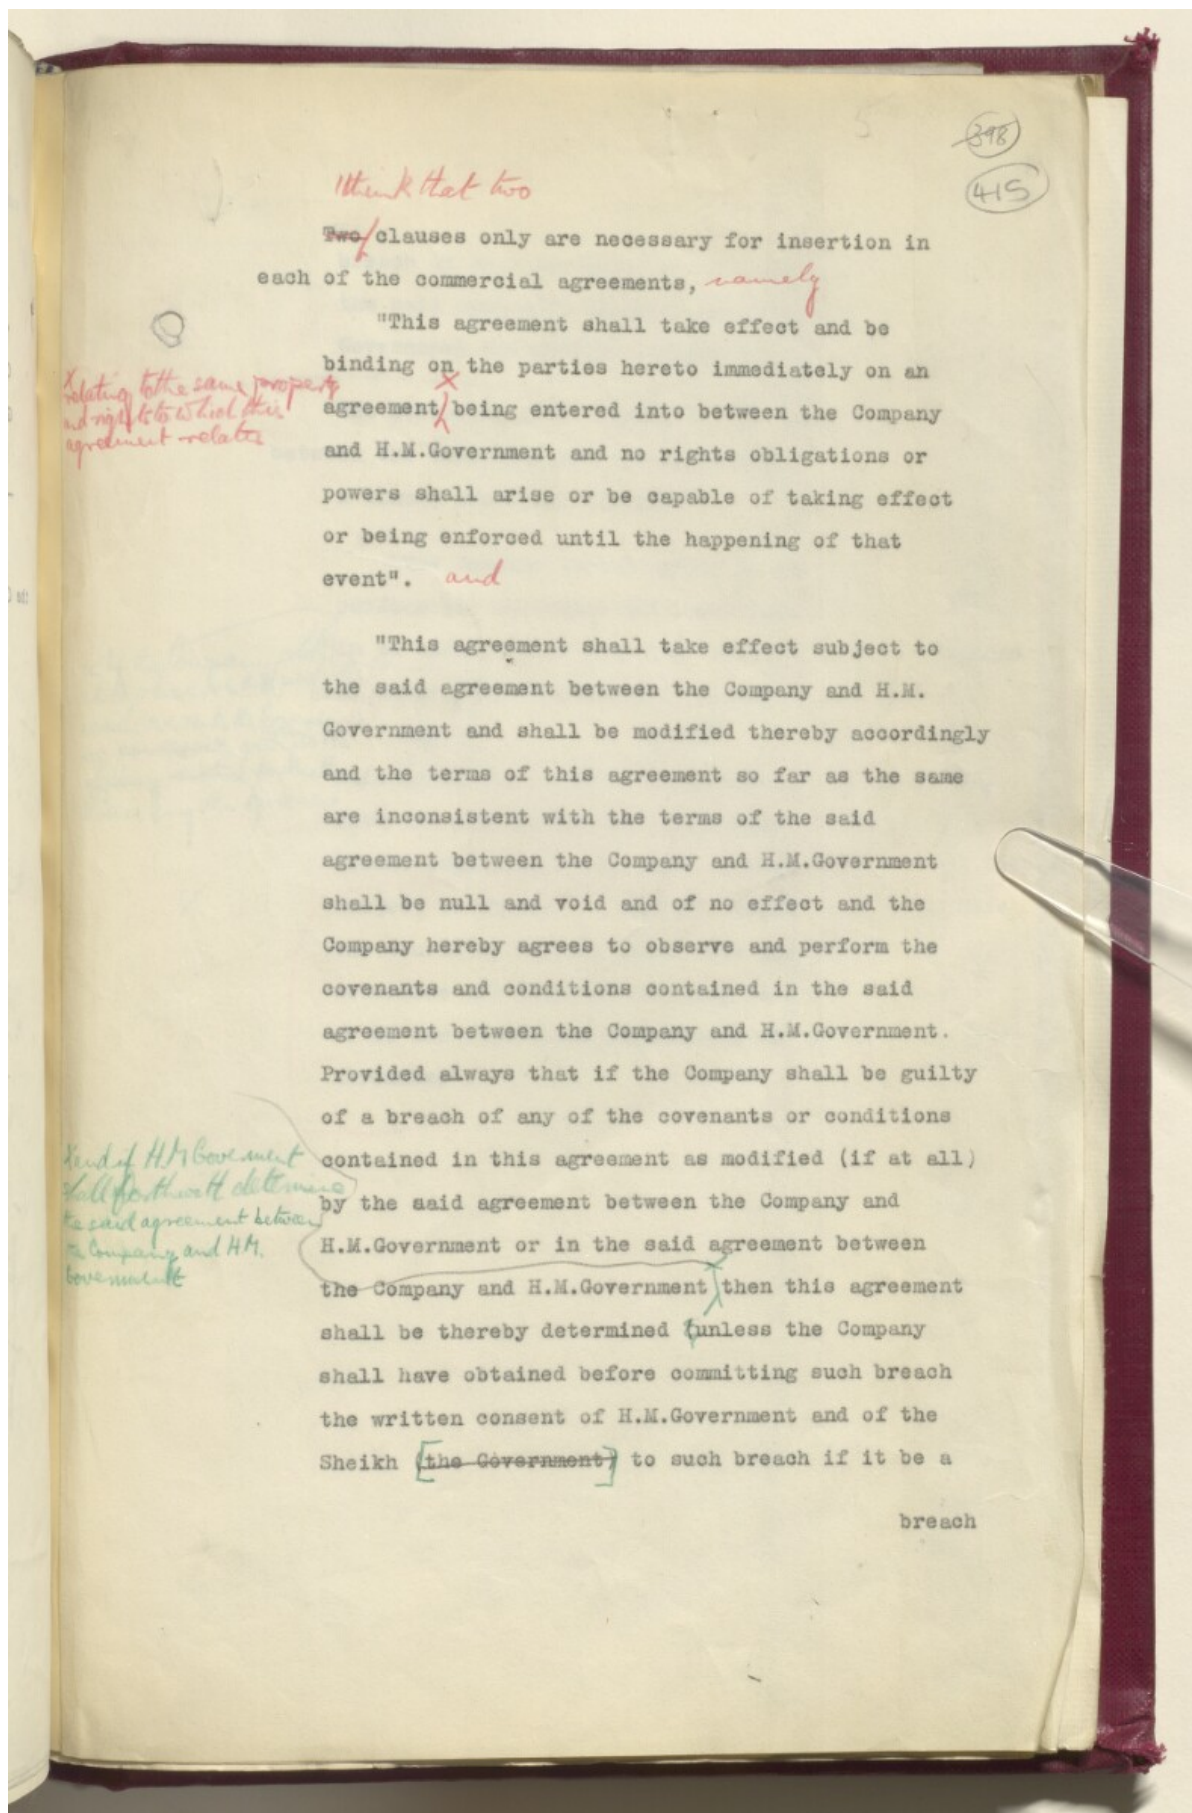 398
415
I think that two
Two clauses only are necessary for insertion in
each of the commercial agreements, namely
"This agreement shall take effect and be
binding on the parties hereto immediately on an
x relating to the same property
and rights to which this
agreement relates
agreement x being entered into between the Company
and H.M.Government and no rights obligations or
powers shall arise or be capable of taking effect
or being enforced until the happening of that
event". and
"This agreement shall take effect subject to
the said agreement between the Company and H.M.
Government and shall be modified thereby accordingly
and the terms of this agreement so far as the same
are inconsistent with the terms of the said
agreement between the Company and H.M.Government
shall be null and void and of no effect and the
Company hereby agrees to observe and perform the
covenants and conditions contained in the said
agreement between the Company and H.M.Government.
Provided always that if the Company shall be guilty
of a breach of any of the covenants or conditions
contained in this agreement as modified (if at all)
by the said agreement between the Company and
H.M.Government or in the said agreement between
x and if HM Government
shall forthwith determine
the said agreement between
the Company and HM.
Government
the Company and H.M.Government x then this agreement
shall be thereby determined (unless the Company
shall have obtained before committing such breach
the written consent of H.M.Government and of the
Sheikh [the Government] to such breach if it be a
breach